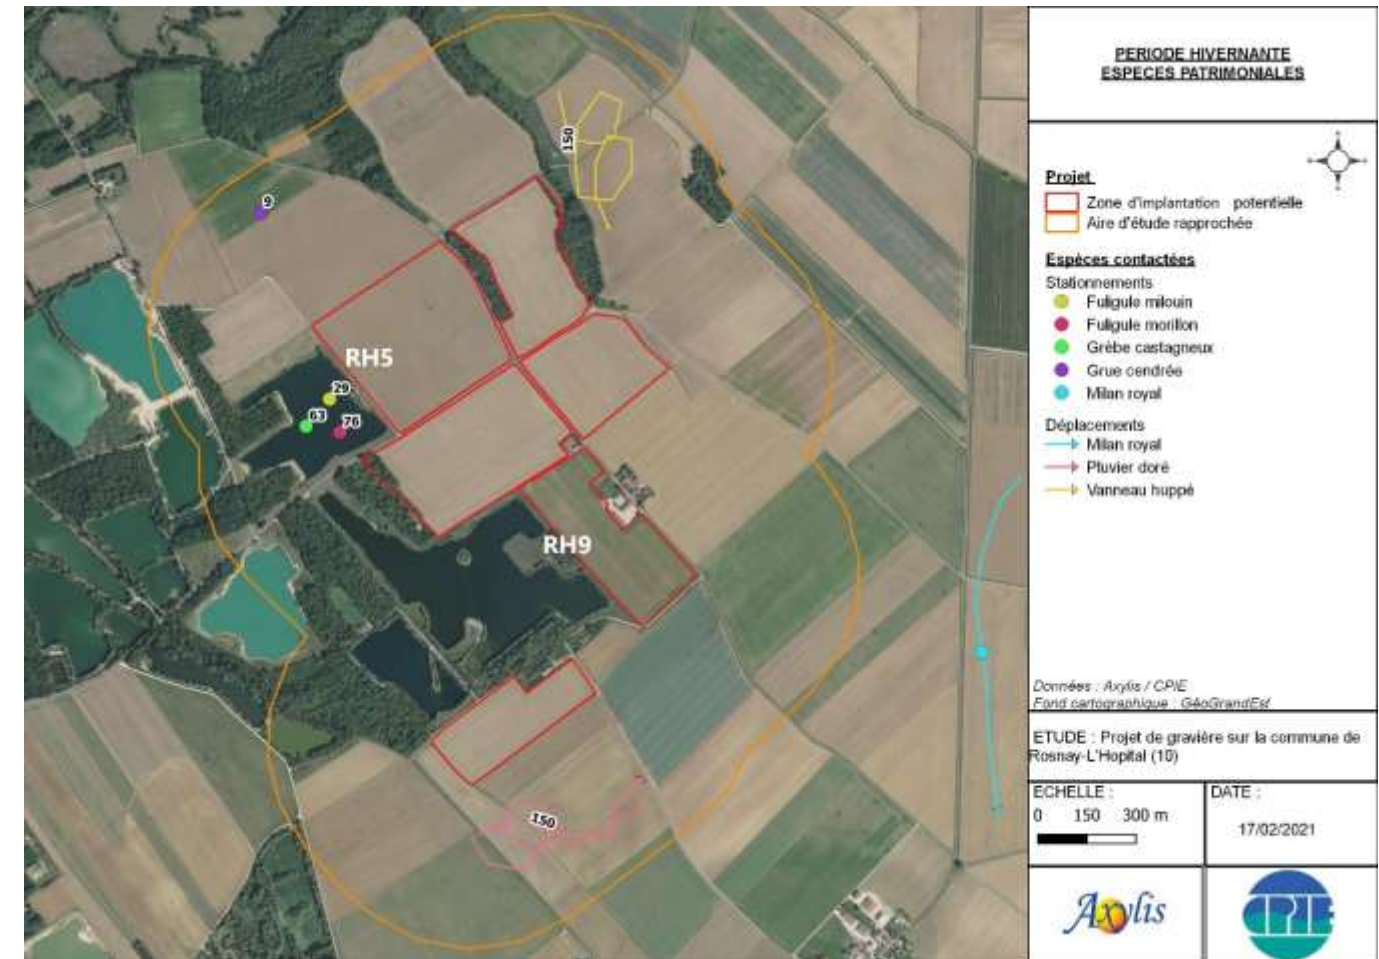 PERIODE HIVERNANTE
ESPECES PATRIMONIALES
Projet
Zone d'implantation potentielle
Aire d'étude rapprochée
Espèces contactées
Stationnements
Fuligule milouin
Fuligule morillon
Grèbe castagneux
Grue cendrée
Milan royal
Déplacements
Milan royal
Pluvier doré
Vanneau huppé
Données : Axylis / CPIE
Fond cartographique : GéoGrandEst
ETUDE : Projet de gravière sur la commune de
Rosnay-L'Hopital (10)
ECHELLE :
0 150 300 m
DATE :
17/02/2021
Axylis
CPIE
150
9
RH5
29
63
76
RH9
150